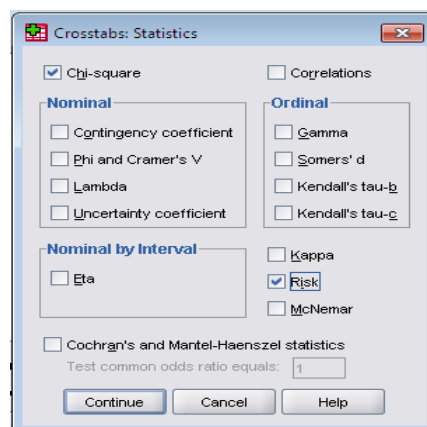 Crosstabs: Statistics
Chi-square
Correlations
Nominal
Contingency coefficient
Phi and Cramer's V
Lambda
Uncertainty coefficient
Ordinal
Gamma
Somers' d
Kendall's tau-b
Kendall's tau-c
Nominal by Interval
Eta
Kappa
Risk
McNemar
Cochran's and Mantel-Haenszel statistics
Test common odds ratio equals: 1
Continue Cancel Help